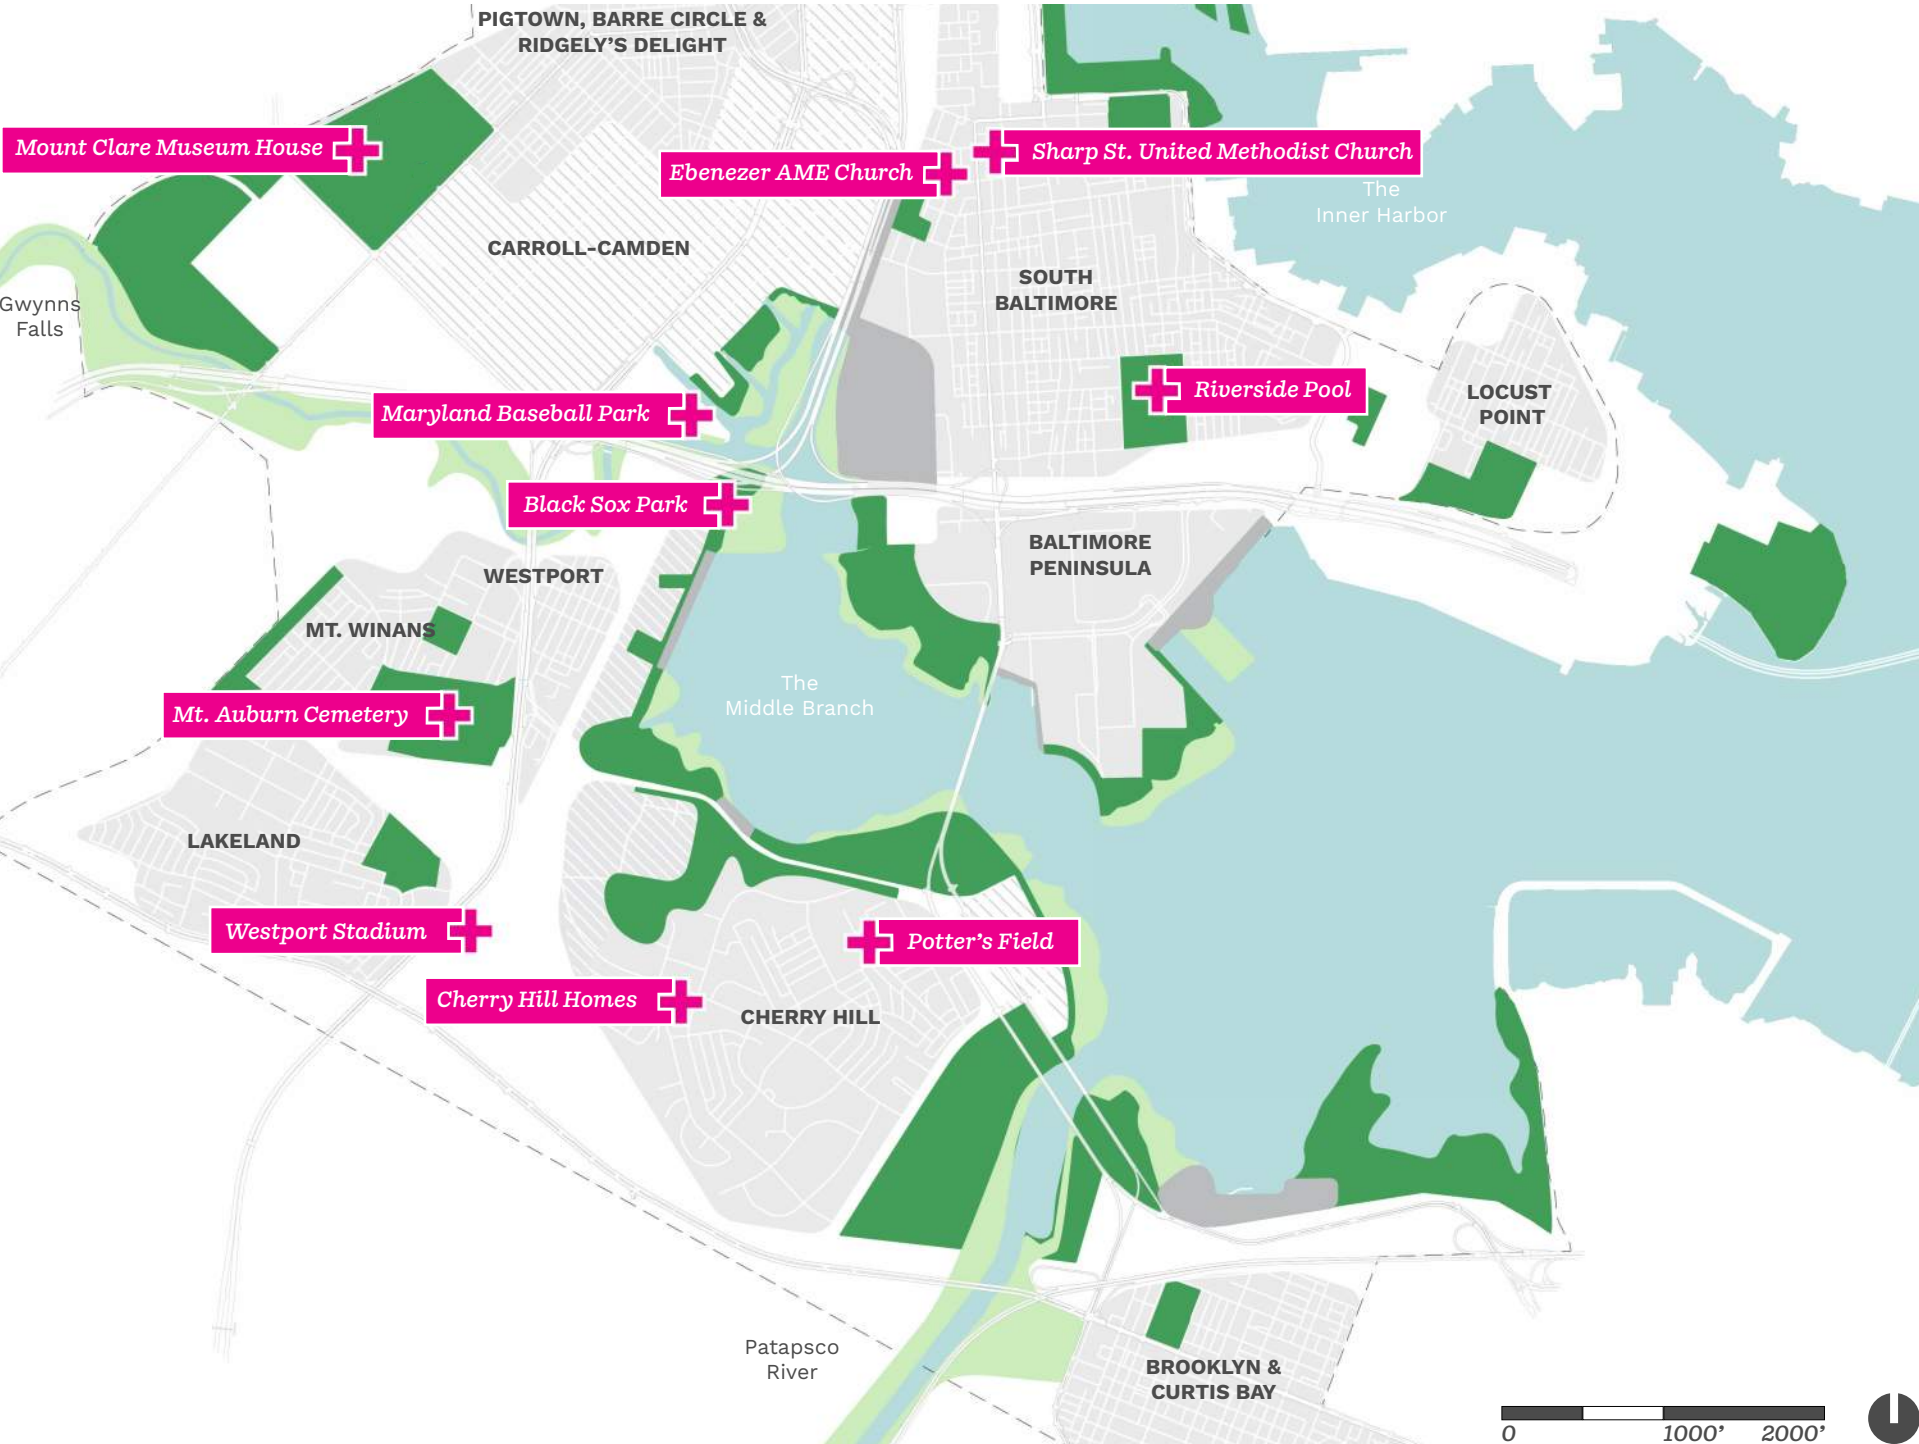 PIGTOWN, BARRE CIRCLE &
RIDGELY’S DELIGHT
Mount Clare Museum House
Ebenezer AME Church
Sharp St. United Methodist Church
The
Inner Harbor
CARROLL-CAMDEN
SOUTH
BALTIMORE
Gwynns
Falls
Maryland Baseball Park
Riverside Pool
LOCUST
POINT
Black Sox Park
BALTIMORE
PENINSULA
WESTPORT
MT. WINANS
The
Middle Branch
Mt. Auburn Cemetery
LAKELAND
Westport Stadium
Potter’s Field
Cherry Hill Homes
CHERRY HILL
Patapsco
River
BROOKLYN &
CURTIS BAY
0 1000’ 2000’